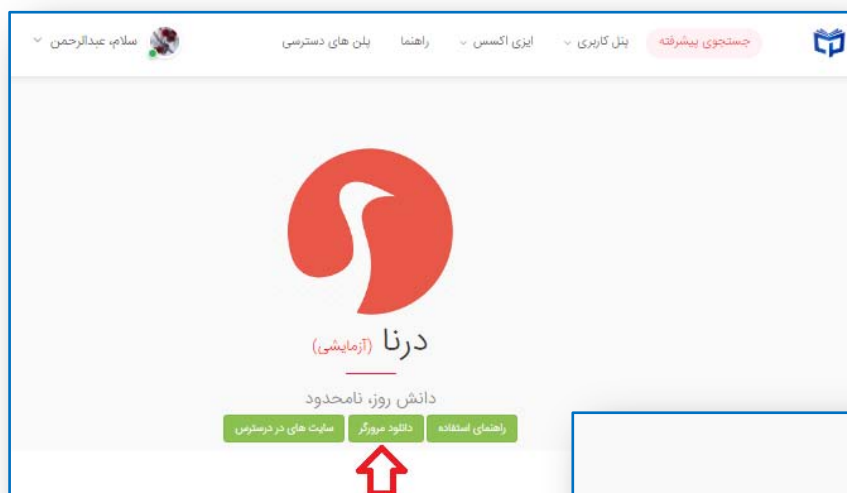 جستجوی پیشرفته پنل کاربری ایزی اکسس راهنما پلن های دسترسی سلام، عبدالرحمن
درنا (آزمایشی)
دانش روز، نامحدود
راهنمای استفاده دانلود مرورگر سایت های در درسترس